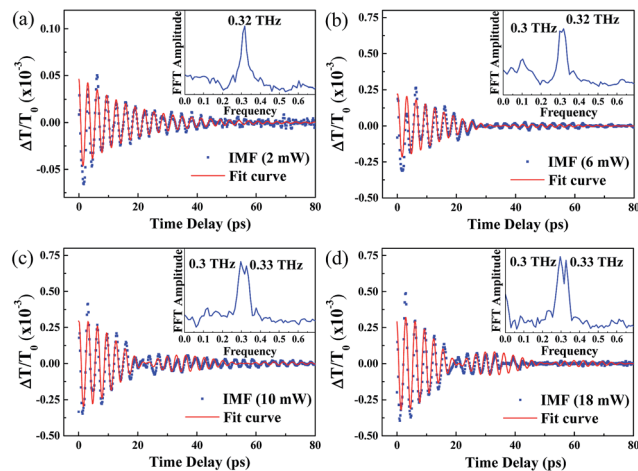 (a)
0.10
0.05
0.00
-0.05
ΔT/T0 (x10-3)
0 20 40 60 80
Time Delay (ps)
IMF (2 mW)
Fit curve
0.32 THz
FFT Amplitude
0.0 0.1 0.2 0.3 0.4 0.5 0.6
Frequency
(b)
0.75
0.50
0.25
0.00
-0.25
-0.50
ΔT/T0 (x10-3)
0 20 40 60 80
Time Delay (ps)
IMF (6 mW)
Fit curve
0.3 THz 0.32 THz
FFT Amplitude
0.0 0.1 0.2 0.3 0.4 0.5 0.6
Frequency
(c)
0.75
0.50
0.25
0.00
-0.25
-0.50
ΔT/T0 (x10-3)
0 20 40 60 80
Time Delay (ps)
IMF (10 mW)
Fit curve
0.3 THz 0.33 THz
FFT Amplitude
0.0 0.1 0.2 0.3 0.4 0.5 0.6
Frequency
(d)
0.75
0.50
0.25
0.00
-0.25
-0.50
ΔT/T0 (x10-3)
0 20 40 60 80
Time Delay (ps)
IMF (18 mW)
Fit curve
0.3 THz 0.33 THz
FFT Amplitude
0.0 0.1 0.2 0.3 0.4 0.5 0.6
Frequency